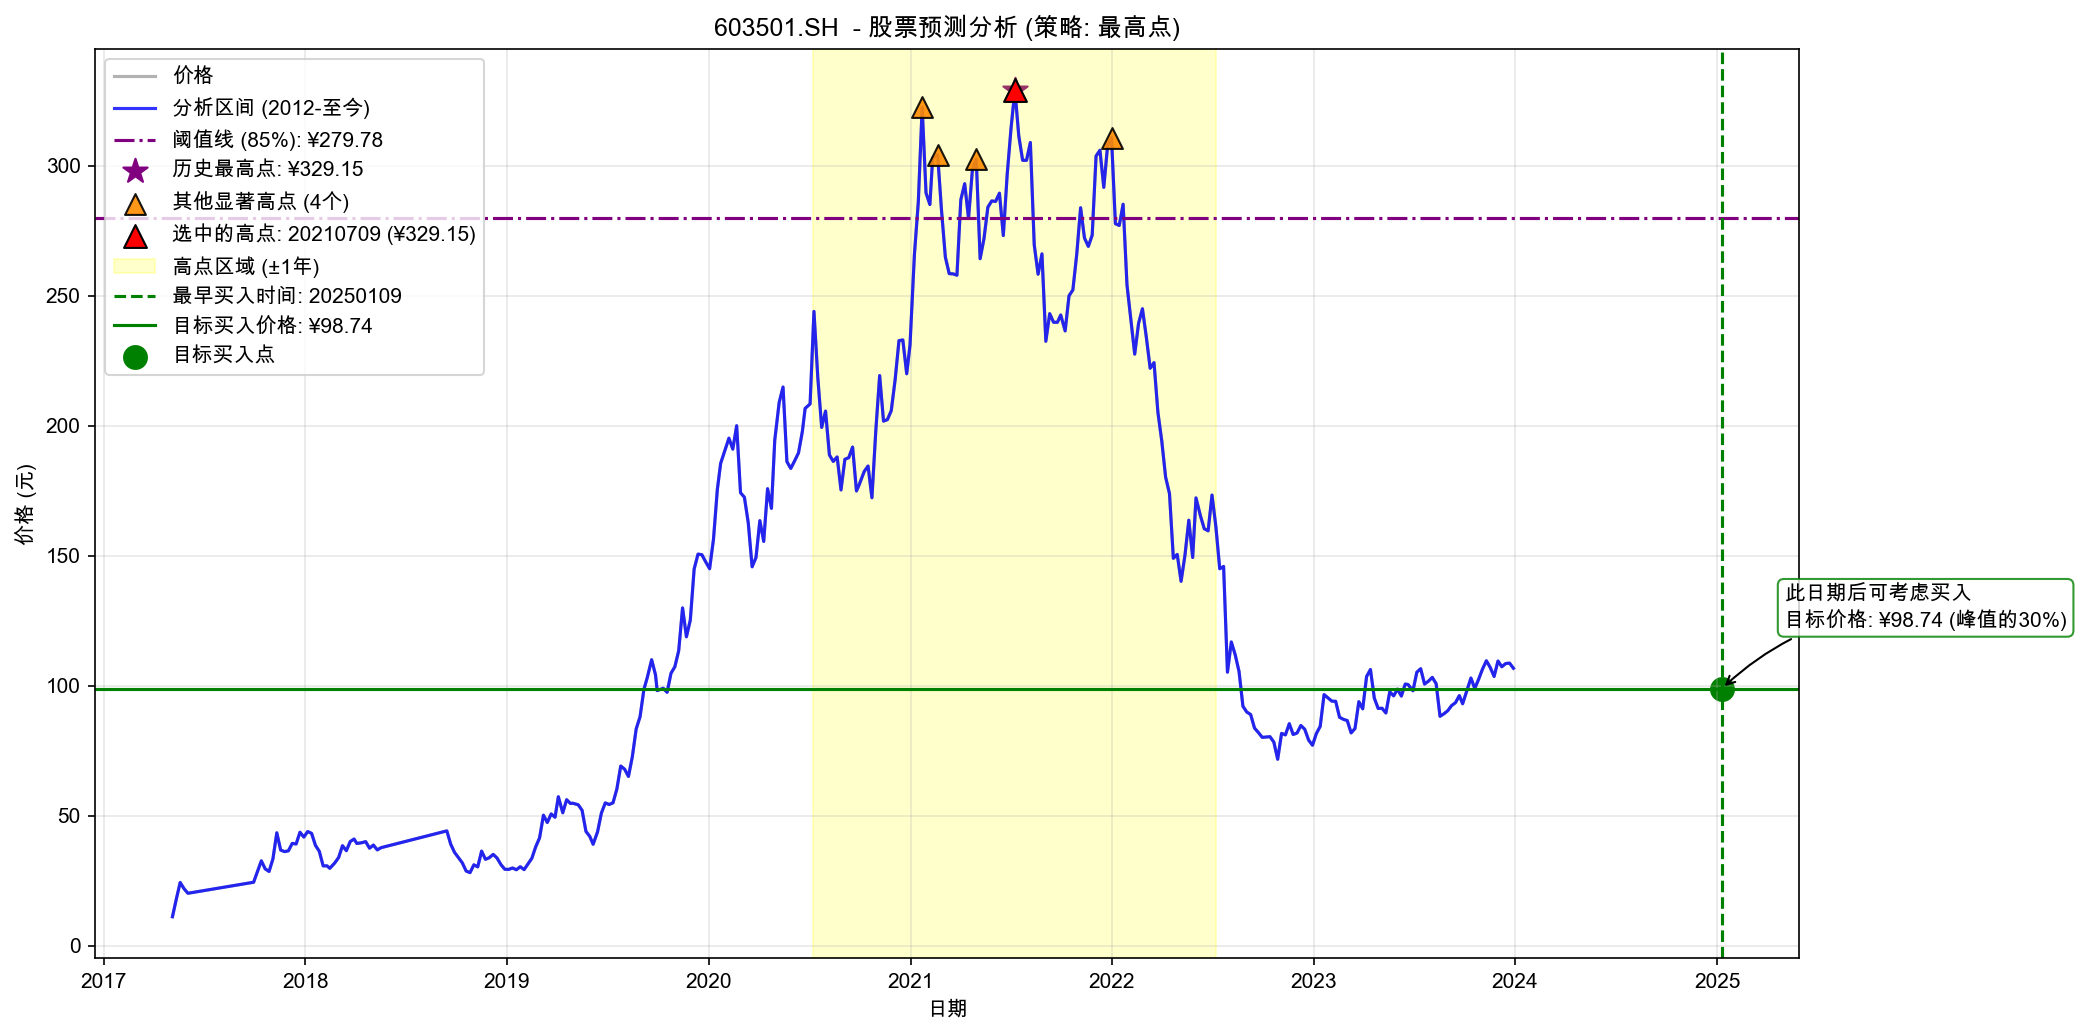 603501.SH - 股票预测分析 (策略: 最高点)
价格
分析区间 (2012-至今)
阈值线 (85%): ¥279.78
历史最高点: ¥329.15
其他显著高点 (4个)
选中的高点: 20210709 (¥329.15)
高点区域 (±1年)
最早买入时间: 20250109
目标买入价格: ¥98.74
目标买入点
价格 (元)
300
250
200
150
100
50
0
此日期后可考虑买入
目标价格: ¥98.74 (峰值的30%)
2017
2018
2019
2020
2021
2022
2023
2024
2025
日期